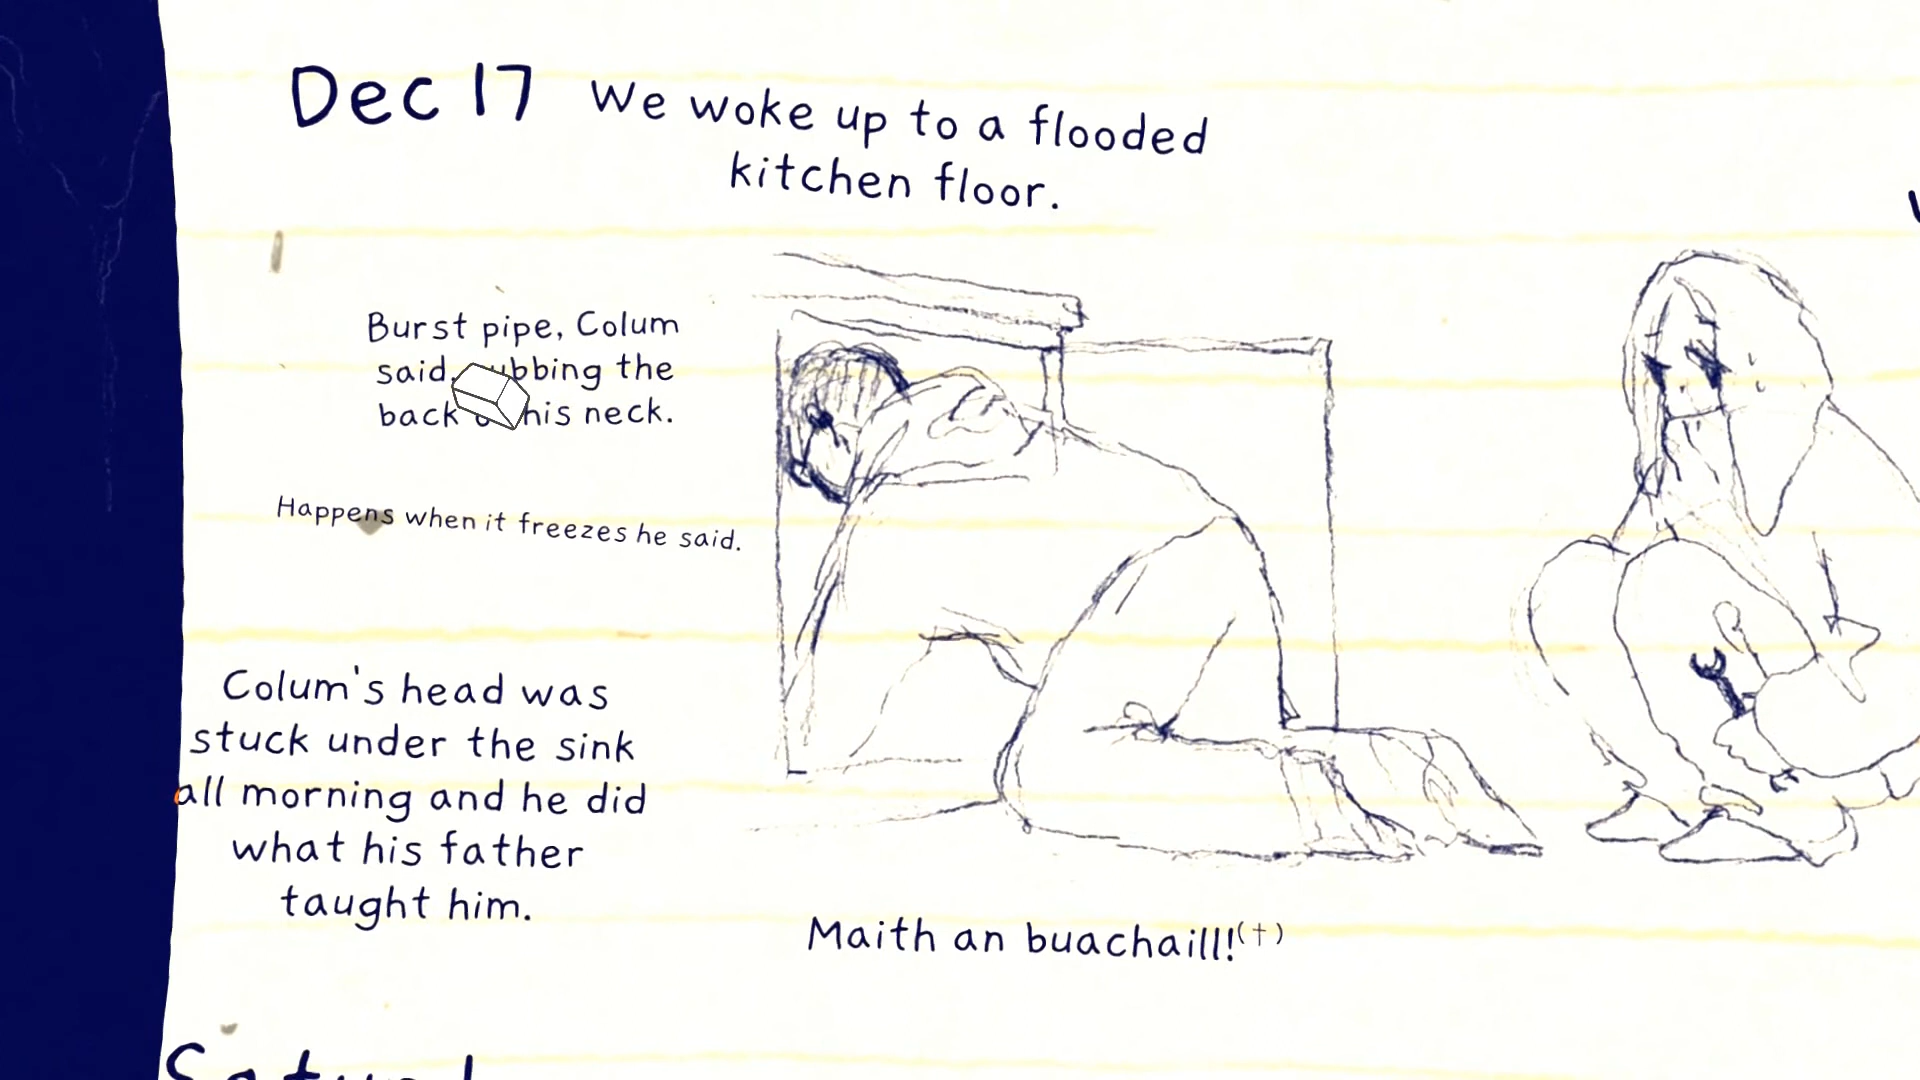 Dec 17 We woke up to a flooded
kitchen floor.
Burst pipe, Colum
said, the
back his neck.
Happens when it freezes he said.
Colum's head was
stuck under the sink
all morning and he did
what his father
taught him.
Maith an buachaill!(†)